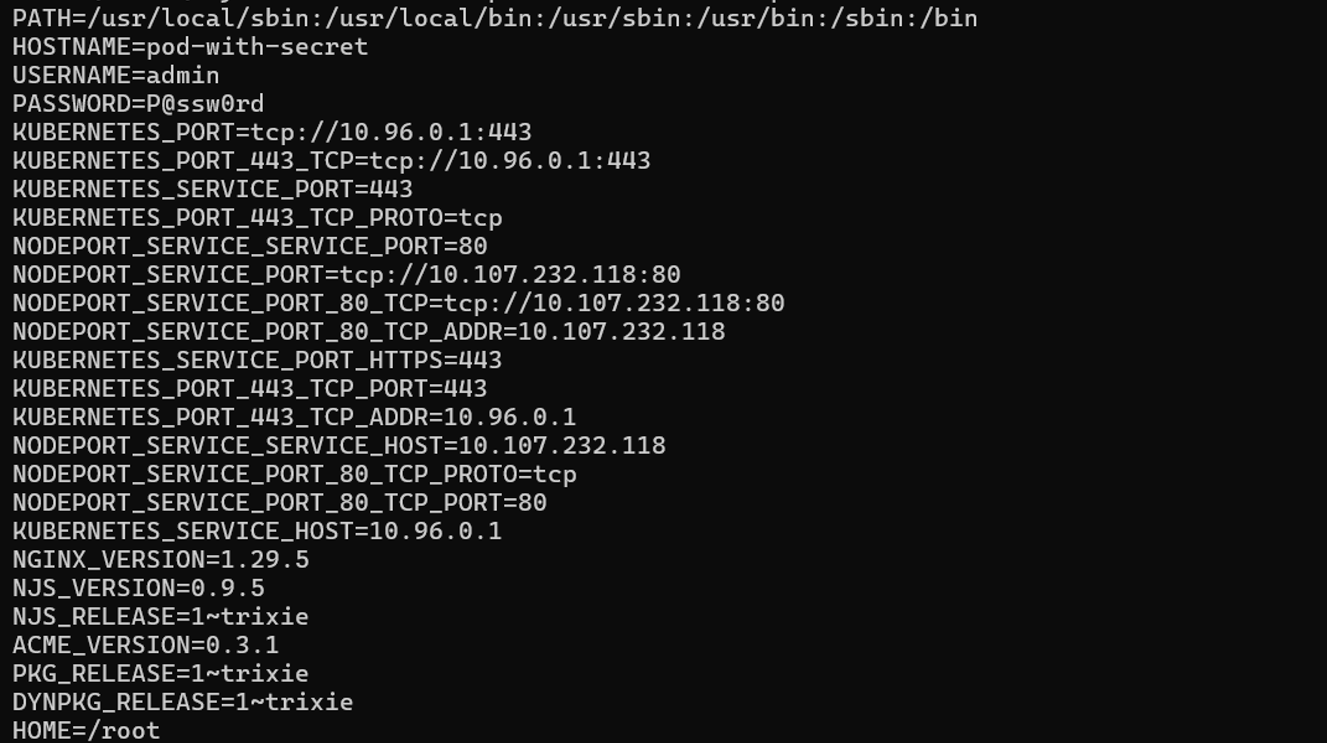 PATH=/usr/local/sbin:/usr/local/bin:/usr/sbin:/usr/bin:/sbin:/bin
HOSTNAME=pod-with-secret
USERNAME=admin
PASSWORD=P@ssw0rd
KUBERNETES_PORT=tcp://10.96.0.1:443
KUBERNETES_PORT_443_TCP=tcp://10.96.0.1:443
KUBERNETES_SERVICE_PORT=443
KUBERNETES_PORT_443_TCP_PROTO=tcp
NODEPORT_SERVICE_SERVICE_PORT=80
NODEPORT_SERVICE_PORT=tcp://10.107.232.118:80
NODEPORT_SERVICE_PORT_80_TCP=tcp://10.107.232.118:80
NODEPORT_SERVICE_PORT_80_TCP_ADDR=10.107.232.118
KUBERNETES_SERVICE_PORT_HTTPS=443
KUBERNETES_PORT_443_TCP_PORT=443
KUBERNETES_PORT_443_TCP_ADDR=10.96.0.1
NODEPORT_SERVICE_SERVICE_HOST=10.107.232.118
NODEPORT_SERVICE_PORT_80_TCP_PROTO=tcp
NODEPORT_SERVICE_PORT_80_TCP_PORT=80
KUBERNETES_SERVICE_HOST=10.96.0.1
NGINX_VERSION=1.29.5
NJS_VERSION=0.9.5
NJS_RELEASE=1~trixie
ACME_VERSION=0.3.1
PKG_RELEASE=1~trixie
DYNPKG_RELEASE=1~trixie
HOME=/root